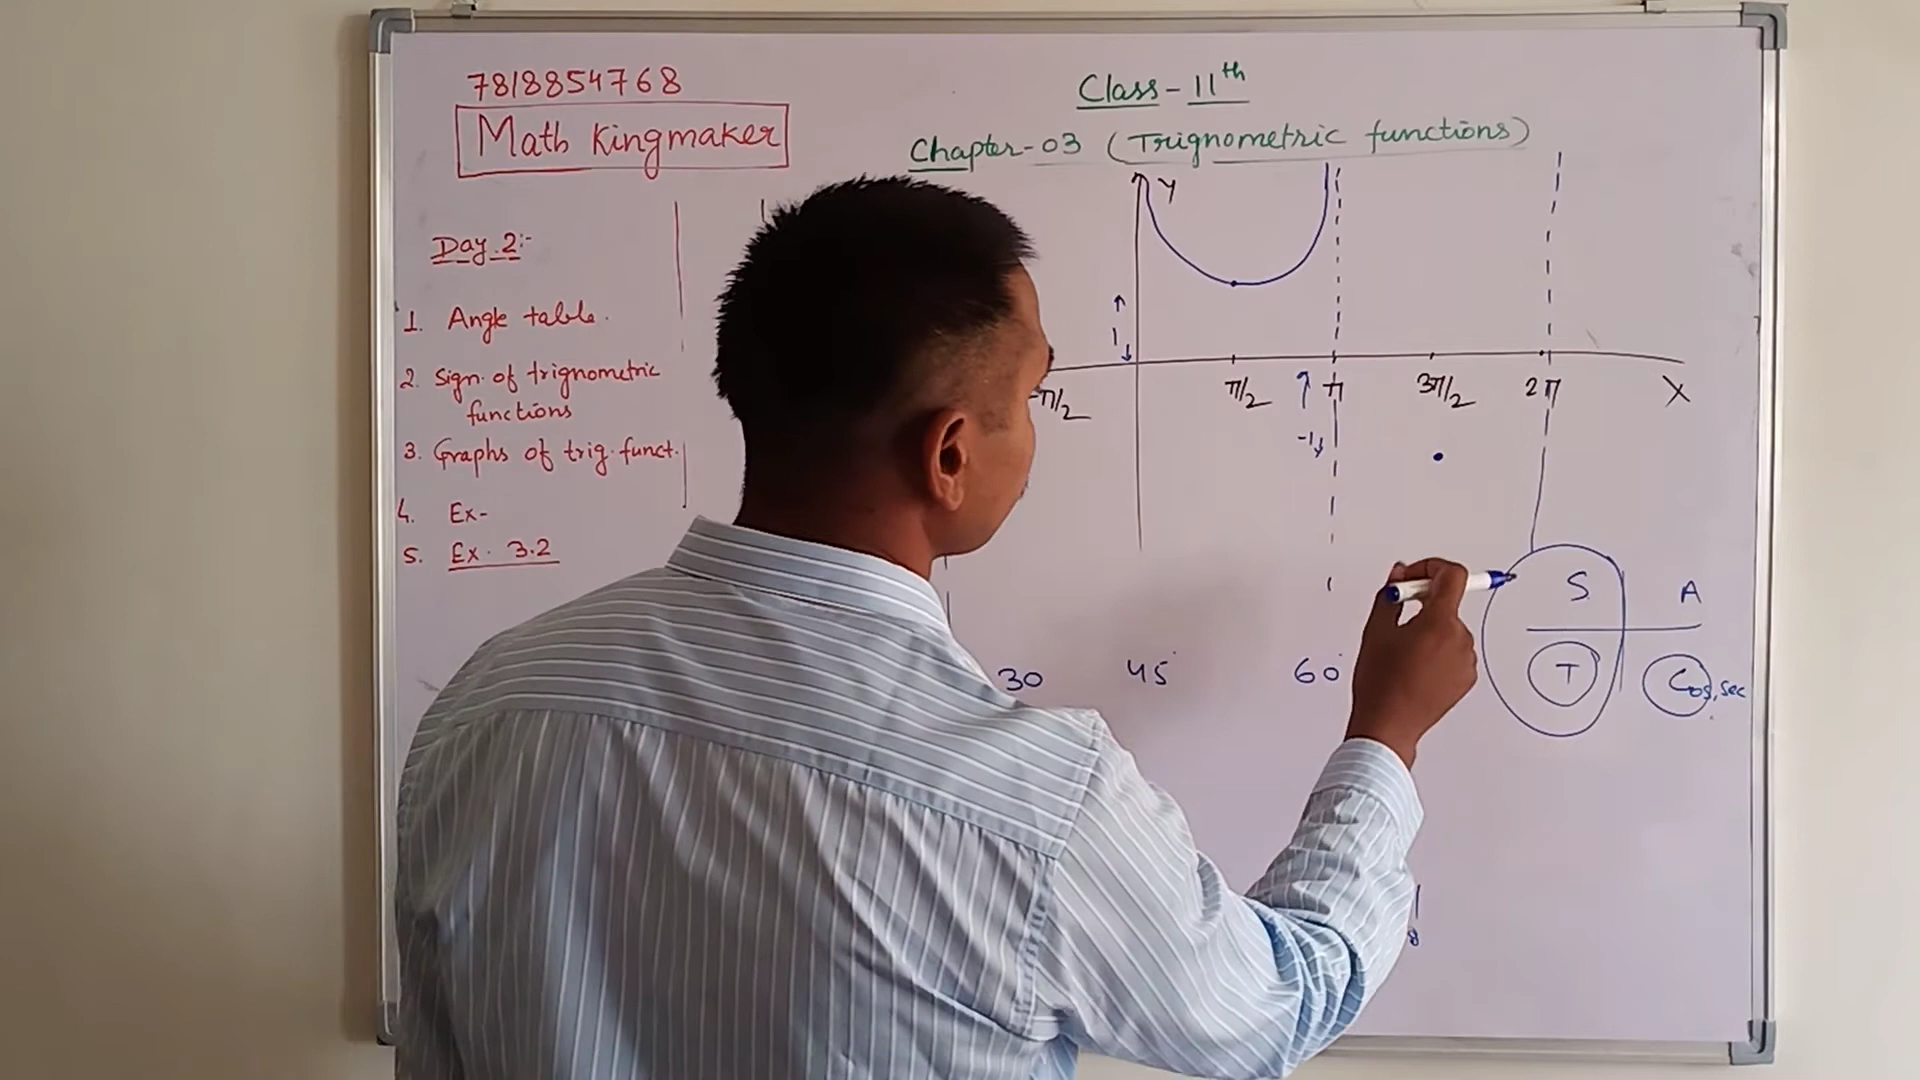 7818854768
Math Kingmaker
Class-11th
Chapter-03 (Trignometric functions)
Day 2:-
1. Angle table.
2. Sign. of trignometric
functions
3. Graphs of trig. funct.
4. Ex-
5. Ex. 3.2
Y
1
-π/2
π/2
π
3π/2
2π
X
-1
S
A
T
Cos, sec
30
45°
60°